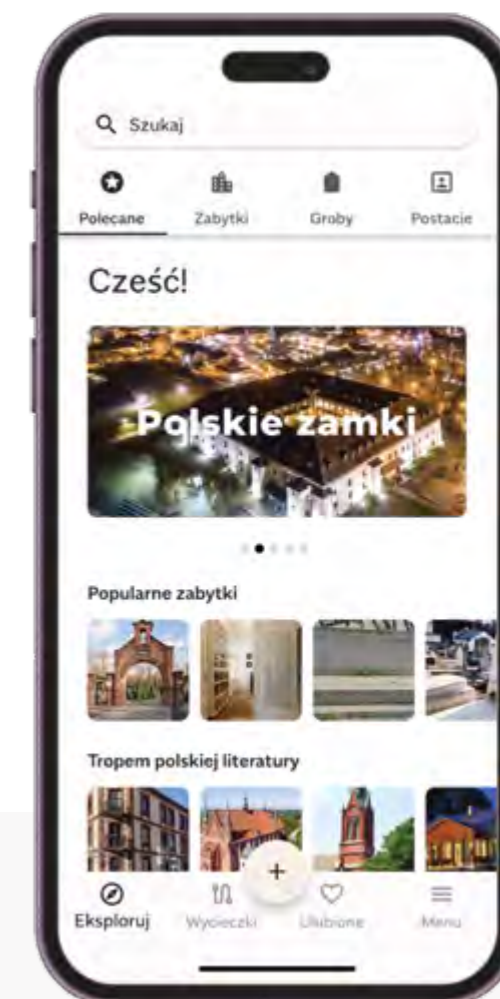 Szukaj
Polecane Zabytki Groby Postacie
Cześć!
Polskie zamki
Popularne zabytki
Tropem polskiej literatury
Eksploruj Wycieczki Ulubione Menu